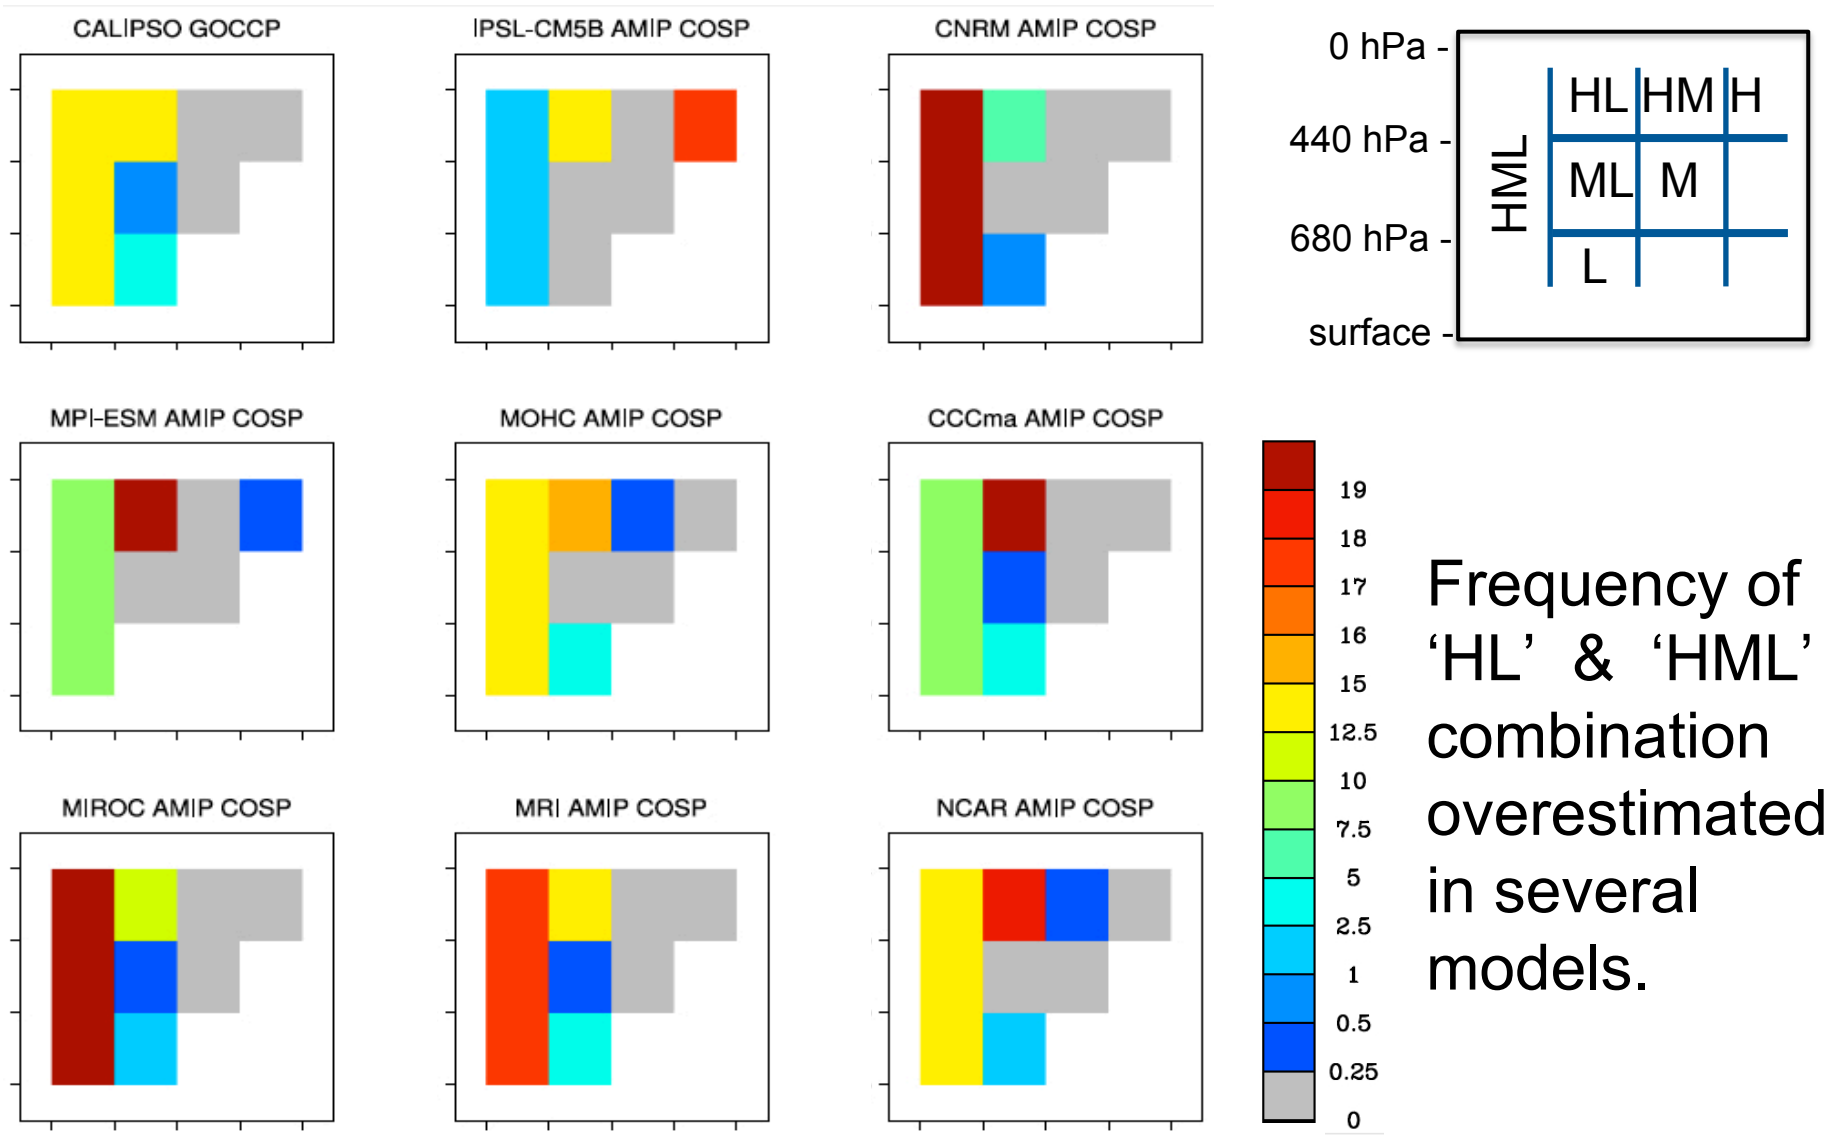 CALIPSO GOCCP
IPSL-CM5B AMIP COSP
CNRM AMIP COSP
0 hPa -
440 hPa -
680 hPa -
surface -
HML
HL HM H
ML M
L
MPI-ESM AMIP COSP
MOHC AMIP COSP
CCCma AMIP COSP
MIROC AMIP COSP
MRI AMIP COSP
NCAR AMIP COSP
19
18
17
16
15
12.5
10
7.5
5
2.5
1
0.5
0.25
0
Frequency of
‘HL’ & ‘HML’
combination
overestimated
in several
models.